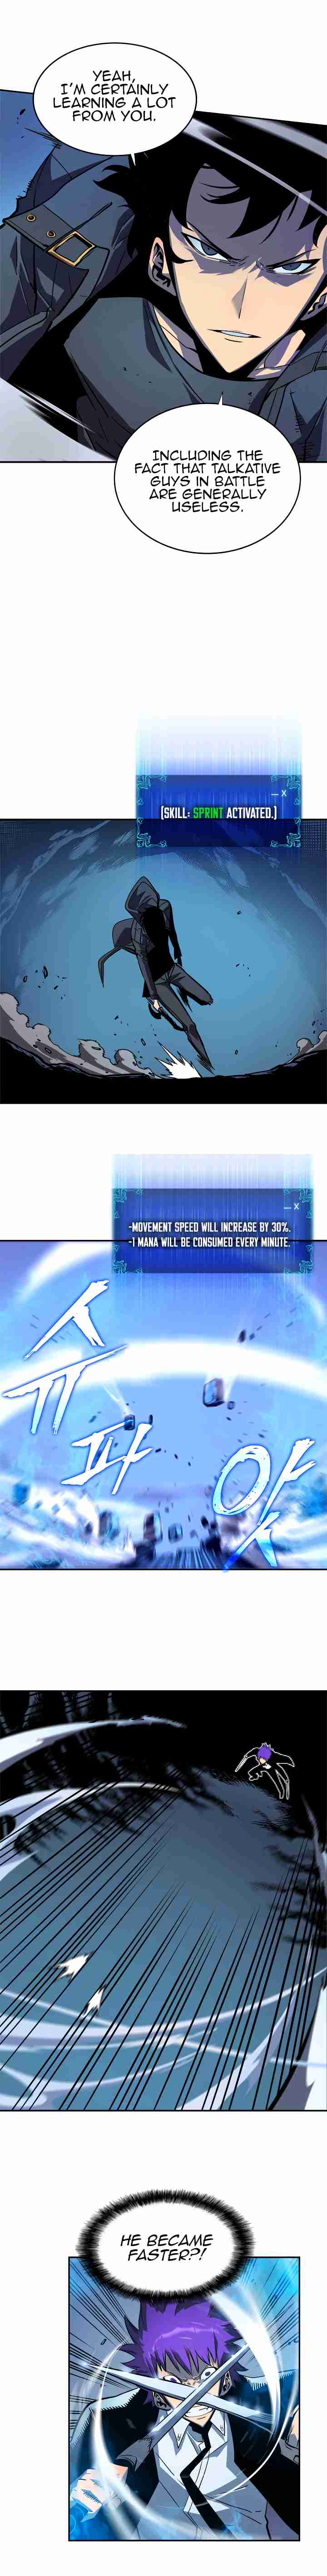 YEAH,
I'M CERTAINLY
LEARNING A LOT
FROM YOU.
INCLUDING THE
FACT THAT TALKATIVE
GUYS IN BATTLE
ARE GENERALLY
USELESS.
[SKILL: SPRINT ACTIVATED.]
-MOVEMENT SPEED WILL INCREASE BY 30%.
-1 MANA WILL BE CONSUMED EVERY MINUTE.
슈파앗
HE BECAME
FASTER?!